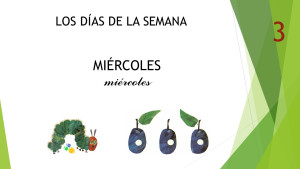 LOS DÍAS DE LA SEMANA
3
MIÉRCOLES
miércoles